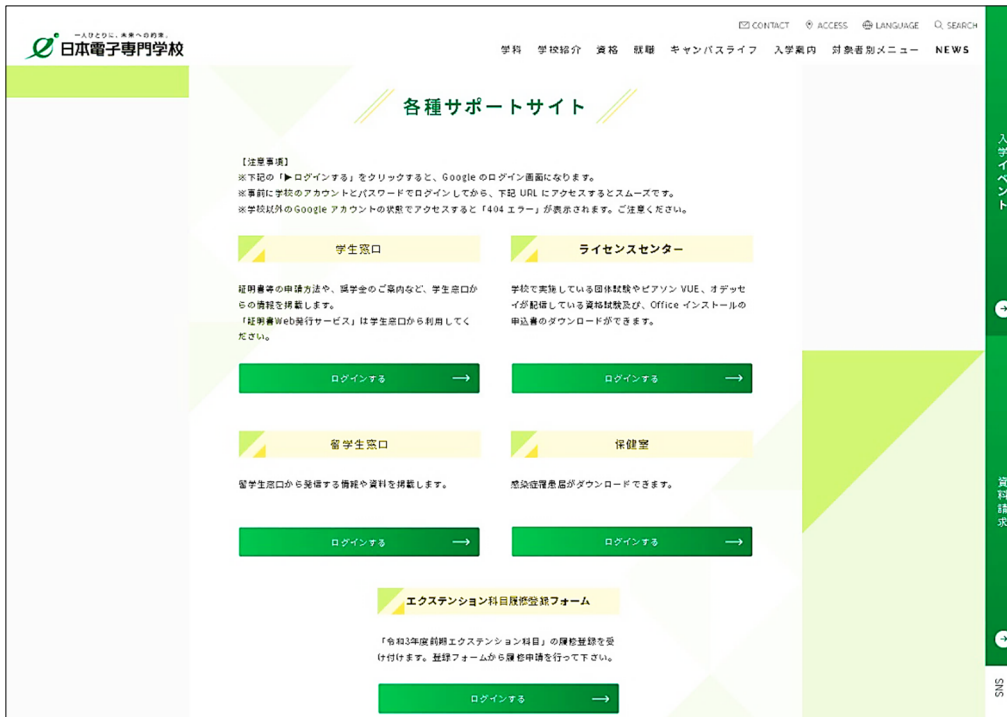 CONTACT ACCESS LANGUAGE SEARCH
一人ひとりに、未来への約束。
日本電子専門学校
学科 学校紹介 資格 就職 キャンパスライフ 入学案内 対象者別メニュー NEWS
各種サポートサイト
【注意事項】
※下記の「▶ログインする」をクリックすると、Google のログイン画面になります。
※事前に学校のアカウントとパスワードでログインしてから、下記 URL にアクセスするとスムーズです。
※学校以外のGoogle アカウントの状態でアクセスすると「404 エラー」が表示されます。ご注意ください。
学生窓口
証明書等の申請方法や、奨学金のご案内など、学生窓口か
らの情報を掲載します。
「証明書Web発行サービス」は学生窓口から利用してく
ださい。
ログインする
ライセンスセンター
学校で実施している団体試験やピアソン VUE、オデッセ
イが配信している資格試験及び、Office インストールの
申込書のダウンロードができます。
ログインする
留学生窓口
留学生窓口から発信する情報や資料を掲載します。
ログインする
保健室
感染症罹患届がダウンロードできます。
ログインする
エクステンション科目履修登録フォーム
「令和3年度前期エクステンション科目」の履修登録を受
け付けます。登録フォームから履修申請を行って下さい。
ログインする
入学イベント
資料請求
SNS